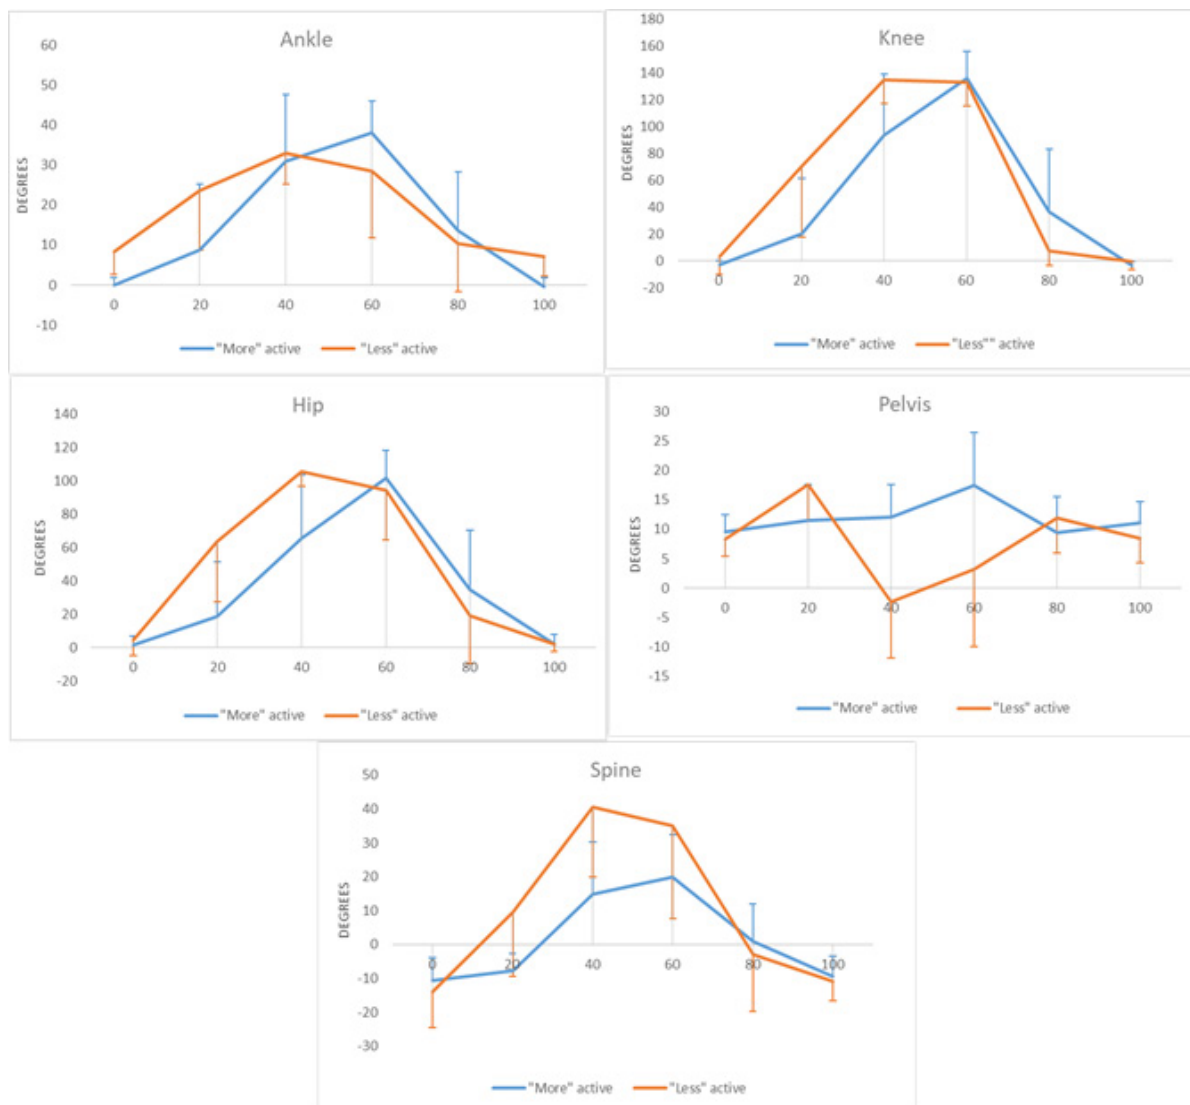 Ankle
60
50
40
30
20
10
0
-10
DEGREES
0 20 40 60 80 100
"More" active "Less" active
Knee
180
160
140
120
100
80
60
40
20
0
-20
DEGREES
0 20 40 60 80 100
"More" active "Less"" active
Hip
140
120
100
80
60
40
20
0
-20
DEGREES
0 20 40 60 80 100
"More" active "Less" active
Pelvis
30
25
20
15
10
5
0
-5
-10
-15
DEGREES
0 20 40 60 80 100
"More" active "Less" active
Spine
50
40
30
20
10
0
-10
-20
-30
DEGREES
0 20 40 60 80 100
"More" active "Less" active